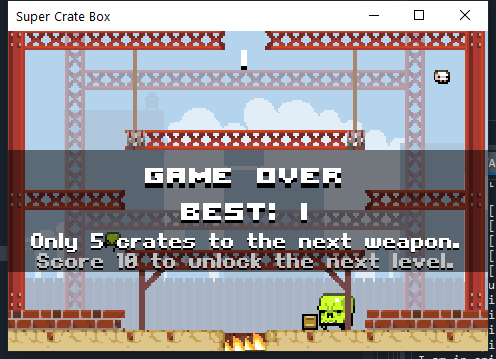 Super Crate Box
1
GAME OVER
BEST: 1
Only 5 crates to the next weapon.
Score 10 to unlock the next level.